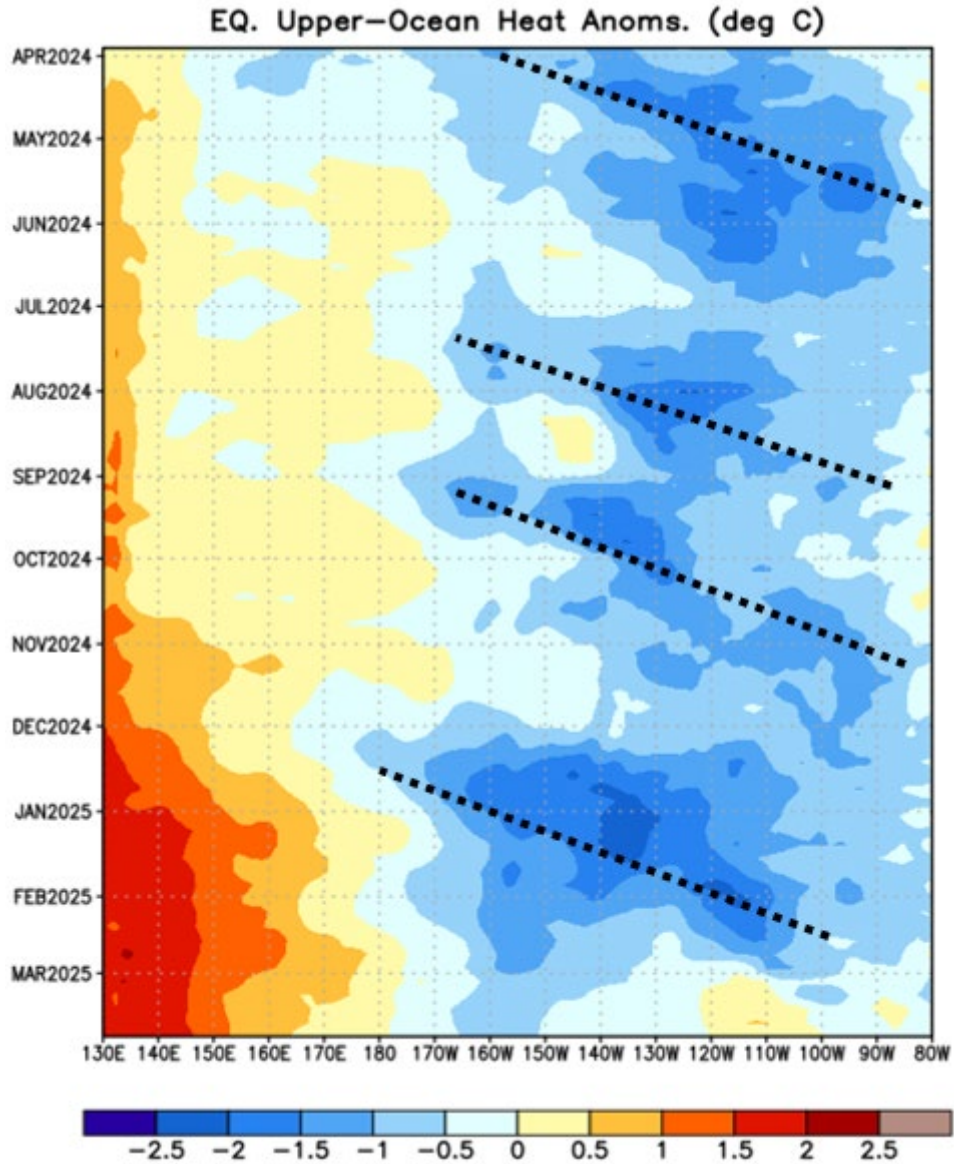 EQ. Upper-Ocean Heat Anoms. (deg C)
APR2024
MAY2024
JUN2024
JUL2024
AUG2024
SEP2024
OCT2024
NOV2024
DEC2024
JAN2025
FEB2025
MAR2025
130E 140E 150E 160E 170E 180 170W 160W 150W 140W 130W 120W 110W 100W 90W 80W
-2.5 -2 -1.5 -1 -0.5 0 0.5 1 1.5 2 2.5